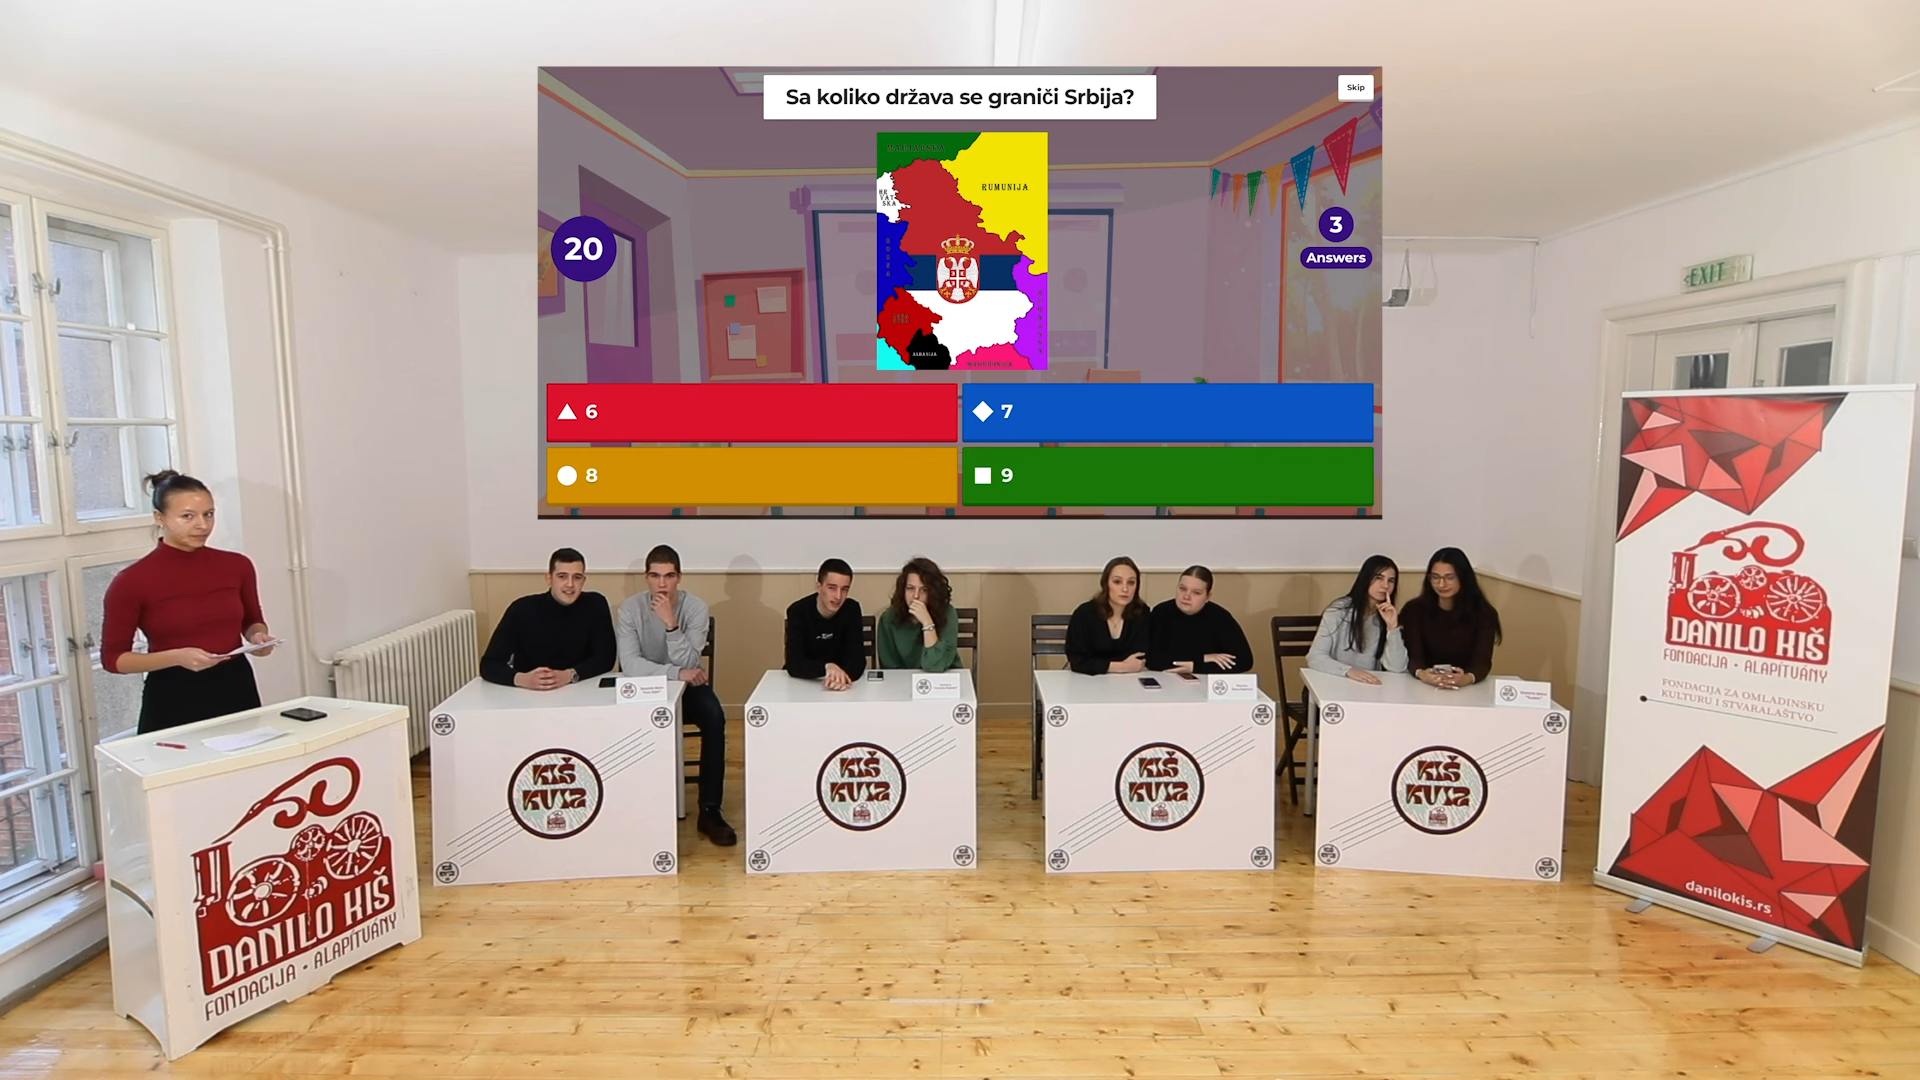 Sa koliko država se graniči Srbija?
Skip
MAĐARSKA
RUMUNIJA
HR
VAT
SKA
BOSNA
ALBANIJA
20
3
Answers
6
7
8
9
EXIT
DANILO KIŠ
FONDACIJA • ALAPÍTVÁNY
FONDACIJA ZA OMLADINSKU
KULTURU I STVARALAŠTVO
danilokis.rs
KIŠ
KVIZ
KIŠ
KVIZ
KIŠ
KVIZ
KIŠ
KVIZ
DANILO KIŠ
FONDACIJA • ALAPÍTVÁNY